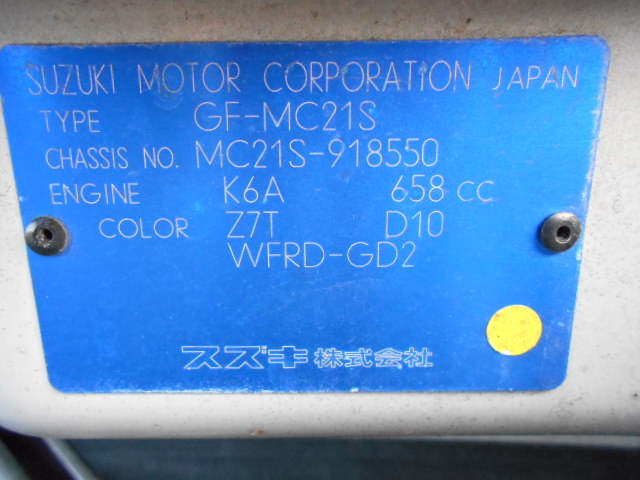 SUZUKI MOTOR CORPORATION JAPAN
TYPE GF-MC21S
CHASSIS NO. MC21S-918550
ENGINE K6A 658 CC
COLOR Z7T D10
WFRD-GD2
スズキ株式会社